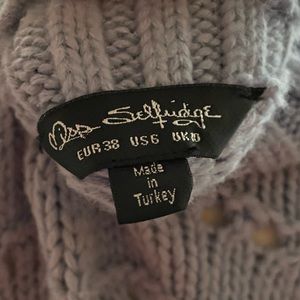 Miss Selfridge
EUR38 US6 UK10
Made
in
Turkey